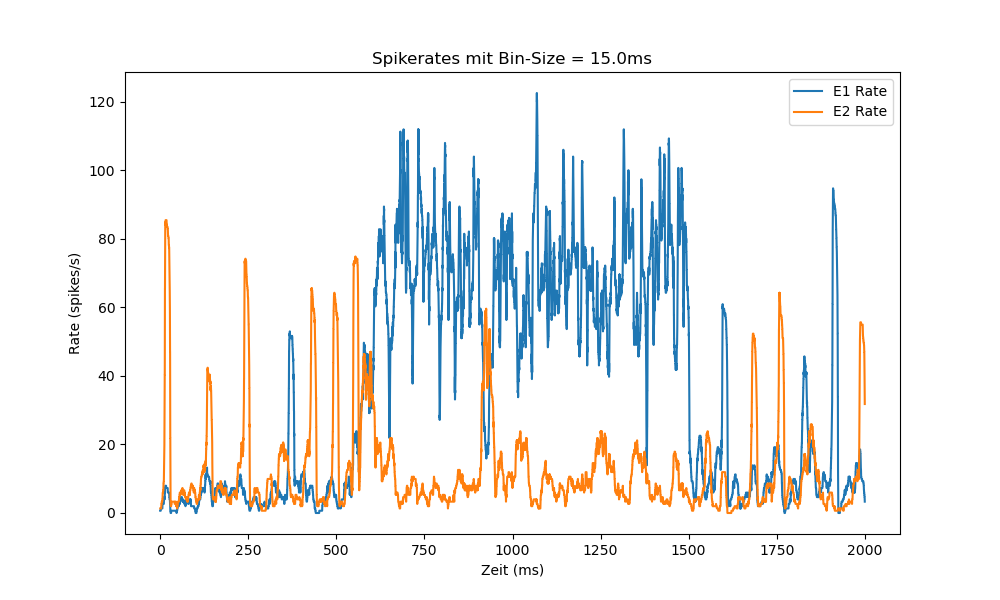 Spikerates mit Bin-Size = 15.0ms
E1 Rate
E2 Rate
120
100
80
60
40
20
0
Rate (spikes/s)
0 250 500 750 1000 1250 1500 1750 2000
Zeit (ms)